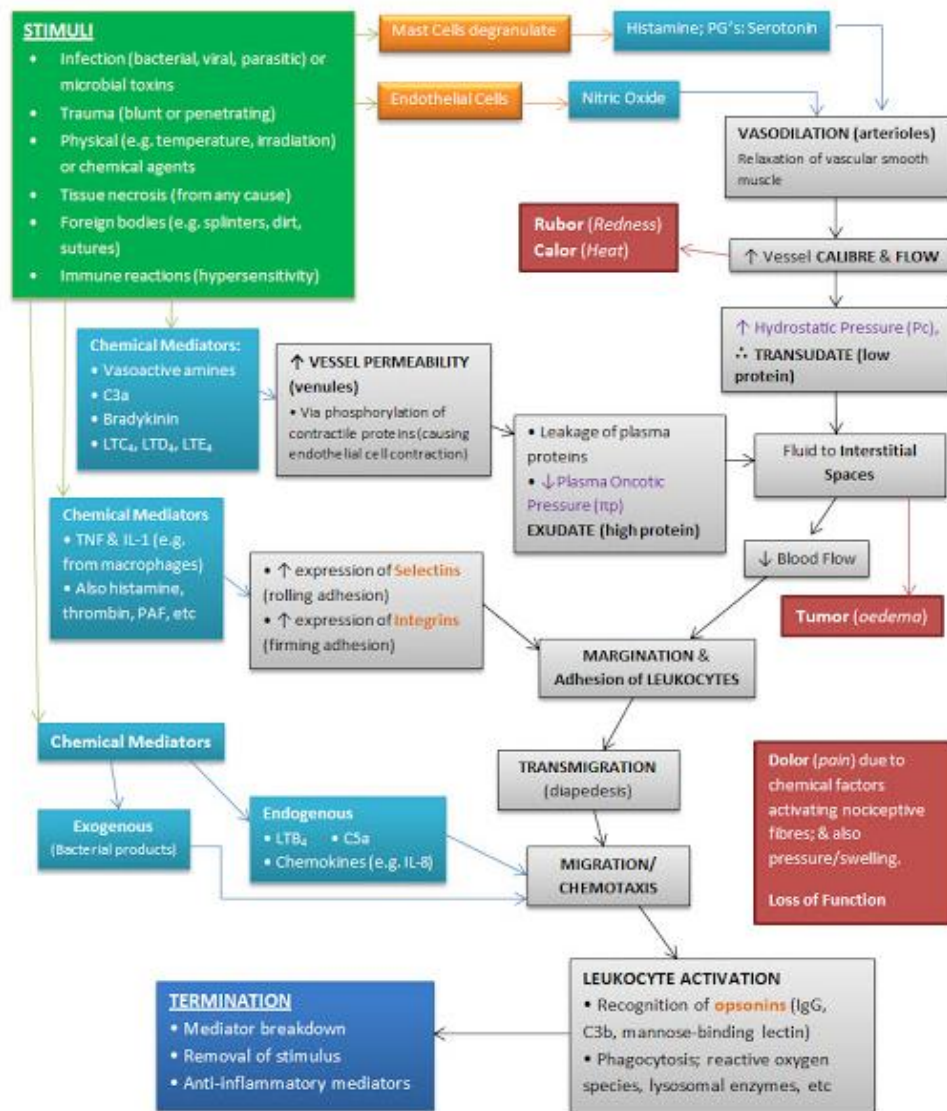 STIMULI
• Infection (bacterial, viral, parasitic) or
microbial toxins
• Trauma (blunt or penetrating)
• Physical (e.g. temperature, irradiation)
or chemical agents
• Tissue necrosis (from any cause)
• Foreign bodies (e.g. splinters, dirt,
sutures)
• Immune reactions (hypersensitivity)
Mast Cells degranulate
Histamine; PG's: Serotonin
Endothelial Cells
Nitric Oxide
VASODILATION (arterioles)
Relaxation of vascular smooth
muscle
Rubor (Redness)
Calor (Heat)
↑ Vessel CALIBRE & FLOW
↑ Hydrostatic Pressure (Pc),
∴ TRANSUDATE (low
protein)
Chemical Mediators:
• Vasoactive amines
• C3a
• Bradykinin
• LTC₄, LTD₄, LTE₄
↑ VESSEL PERMEABILITY
(venules)
• Via phosphorylation of
contractile proteins (causing
endothelial cell contraction)
• Leakage of plasma
proteins
• ↓ Plasma Oncotic
Pressure (πp)
EXUDATE (high protein)
Fluid to Interstitial
Spaces
Chemical Mediators
• TNF & IL-1 (e.g.
from macrophages)
• Also histamine,
thrombin, PAF, etc
• ↑ expression of Selectins
(rolling adhesion)
• ↑ expression of Integrins
(firming adhesion)
↓ Blood Flow
Tumor (oedema)
MARGINATION &
Adhesion of LEUKOCYTES
Chemical Mediators
TRANSMIGRATION
(diapedesis)
Dolor (pain) due to
chemical factors
activating nociceptive
fibres; & also
pressure/swelling.
Loss of Function
Exogenous
(Bacterial products)
Endogenous
• LTB₄ • C5a
• Chemokines (e.g. IL-8)
MIGRATION/
CHEMOTAXIS
LEUKOCYTE ACTIVATION
• Recognition of opsonins (IgG,
C3b, mannose-binding lectin)
• Phagocytosis; reactive oxygen
species, lysosomal enzymes, etc
TERMINATION
• Mediator breakdown
• Removal of stimulus
• Anti-inflammatory mediators